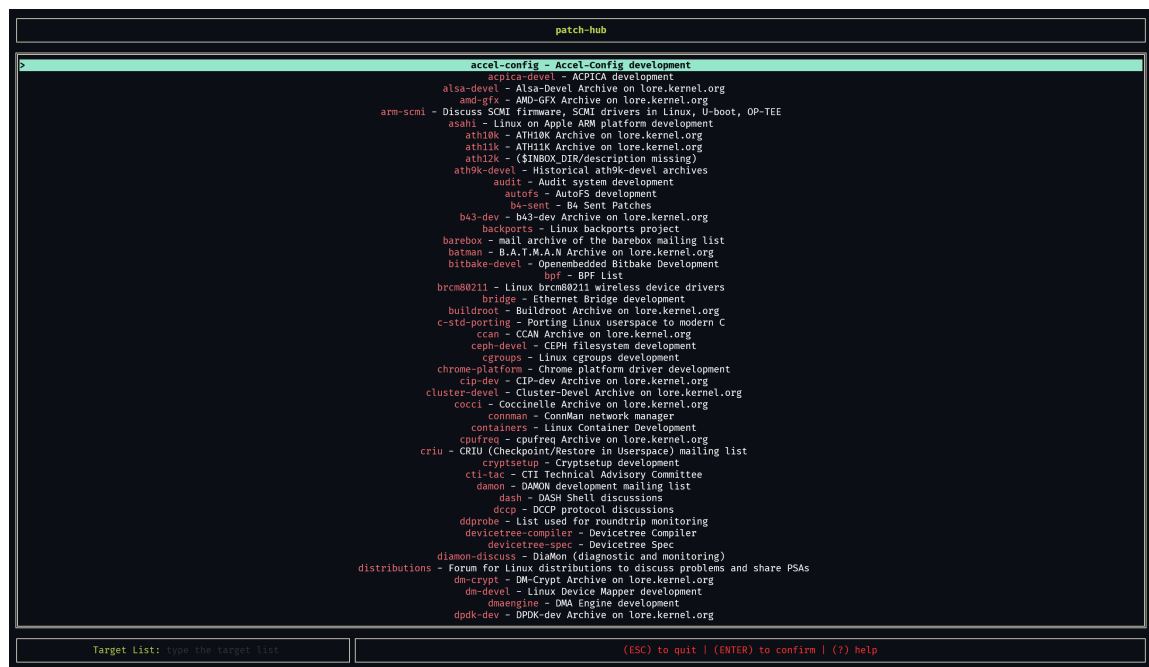 patch-hub
> accel-config - Accel-Config development
acpica-devel - ACPICA development
alsa-devel - Alsa-Devel Archive on lore.kernel.org
amd-gfx - AMD-GFX Archive on lore.kernel.org
arm-scmi - Discuss SCMI firmware, SCMI drivers in Linux, U-boot, OP-TEE
asahi - Linux on Apple ARM platform development
ath10k - ATH10K Archive on lore.kernel.org
ath11k - ATH11K Archive on lore.kernel.org
ath12k - ($INBOX_DIR/description missing)
ath9k-devel - Historical ath9k-devel archives
audit - Audit system development
autofs - AutoFS development
b4-sent - B4 Sent Patches
b43-dev - b43-dev Archive on lore.kernel.org
backports - Linux backports project
barebox - mail archive of the barebox mailing list
batman - B.A.T.M.A.N Archive on lore.kernel.org
bitbake-devel - Openembedded Bitbake Development
bpf - BPF List
brcm80211 - Linux brcm80211 wireless device drivers
bridge - Ethernet Bridge development
buildroot - Buildroot Archive on lore.kernel.org
c-std-porting - Porting Linux userspace to modern C
ccan - CCAN Archive on lore.kernel.org
ceph-devel - CEPH filesystem development
cgroups - Linux cgroups development
chrome-platform - Chrome platform driver development
cip-dev - CIP-dev Archive on lore.kernel.org
cluster-devel - Cluster-Devel Archive on lore.kernel.org
cocci - Coccinelle Archive on lore.kernel.org
connman - ConnMan network manager
containers - Linux Container Development
cpufreq - cpufreq Archive on lore.kernel.org
criu - CRIU (Checkpoint/Restore in Userspace) mailing list
cryptsetup - Cryptsetup development
cti-tac - CTI Technical Advisory Committee
damon - DAMON development mailing list
dash - DASH Shell discussions
dccp - DCCP protocol discussions
ddprobe - List used for roundtrip monitoring
devicetree-compiler - Devicetree Compiler
devicetree-spec - Devicetree Spec
diamon-discuss - DiaMon (diagnostic and monitoring)
distributions - Forum for Linux distributions to discuss problems and share PSAs
dm-crypt - DM-Crypt Archive on lore.kernel.org
dm-devel - Linux Device Mapper development
dmaengine - DMA Engine development
dpdk-dev - DPDK-dev Archive on lore.kernel.org
Target List: type the target list
(ESC) to quit | (ENTER) to confirm | (?) help